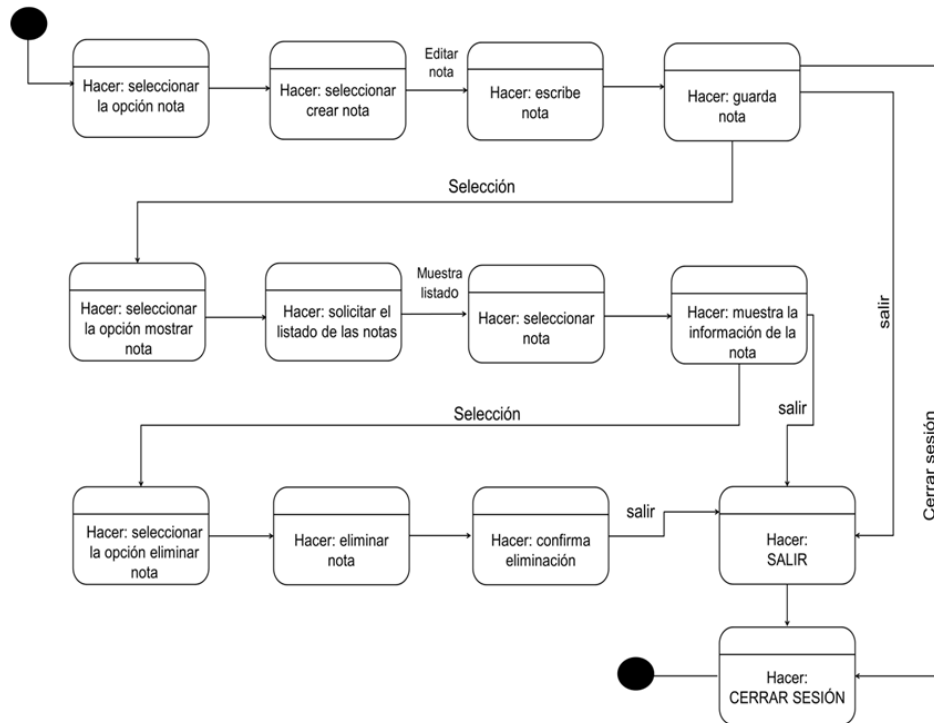 Hacer: seleccionar
la opción nota
Hacer: seleccionar
crear nota
Editar
nota
Hacer: escribe
nota
Hacer: guarda
nota
Selección
Hacer: seleccionar
la opción mostrar
nota
Hacer: solicitar el
listado de las notas
Muestra
listado
Hacer: seleccionar
nota
Hacer: muestra la
información de la
nota
salir
Selección
salir
Cerrar sesión
Hacer: seleccionar
la opción eliminar
nota
Hacer: eliminar
nota
Hacer: confirma
eliminación
salir
Hacer:
SALIR
Hacer:
CERRAR SESIÓN